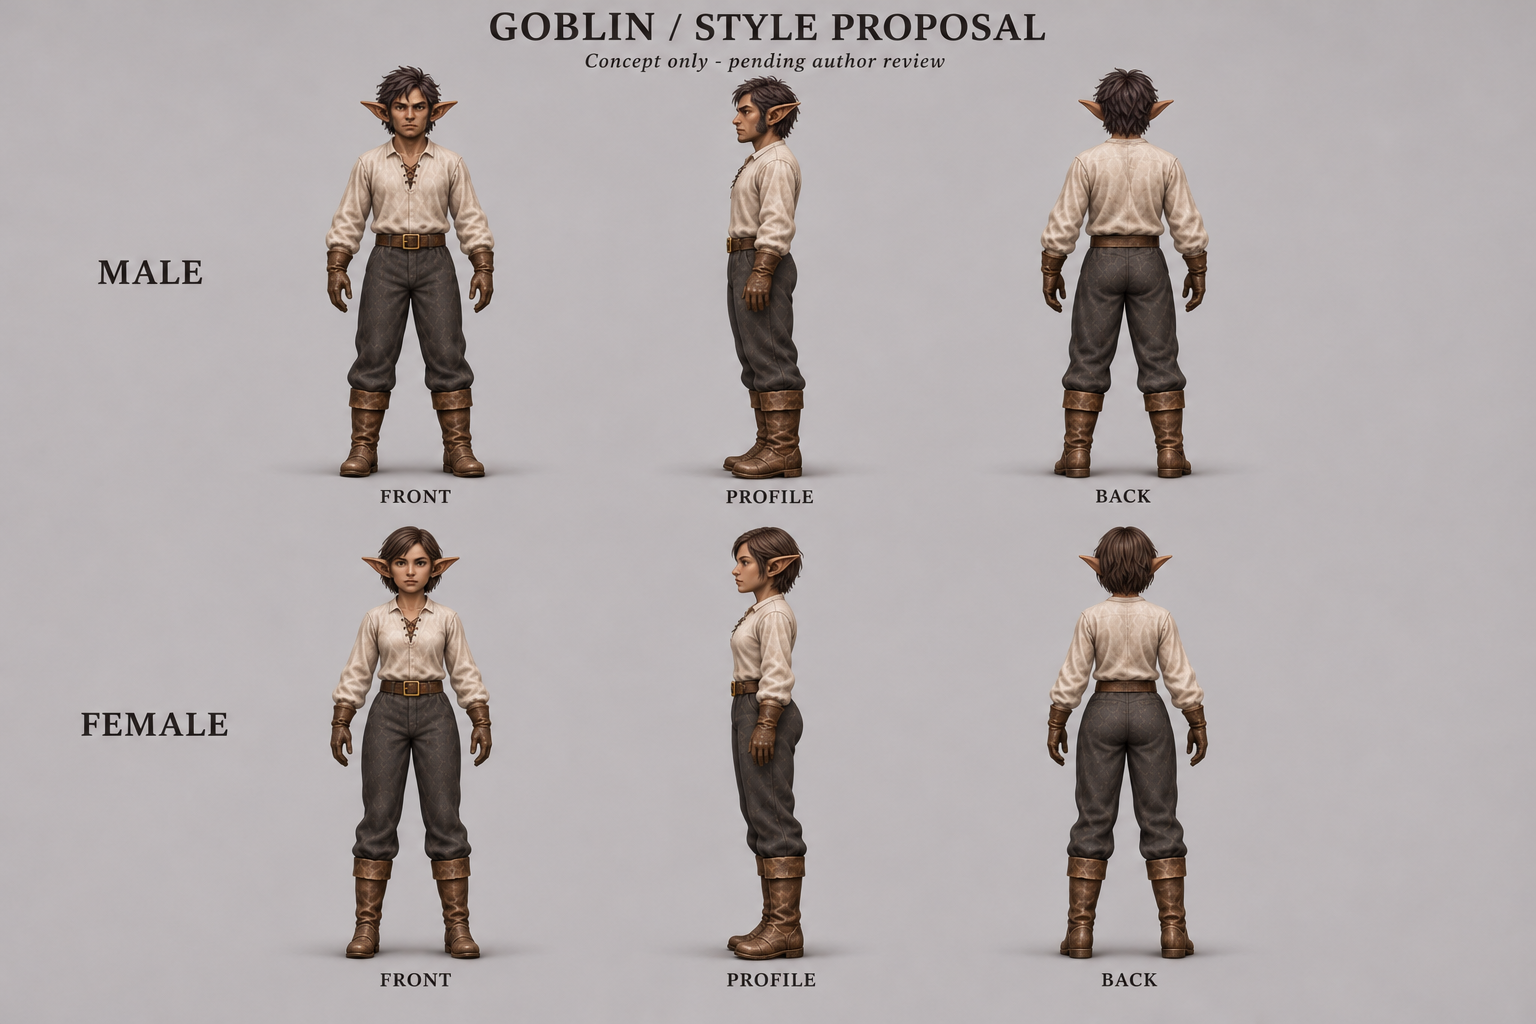 GOBLIN / STYLE PROPOSAL
Concept only - pending author review
MALE
FRONT
PROFILE
BACK
FEMALE
FRONT
PROFILE
BACK